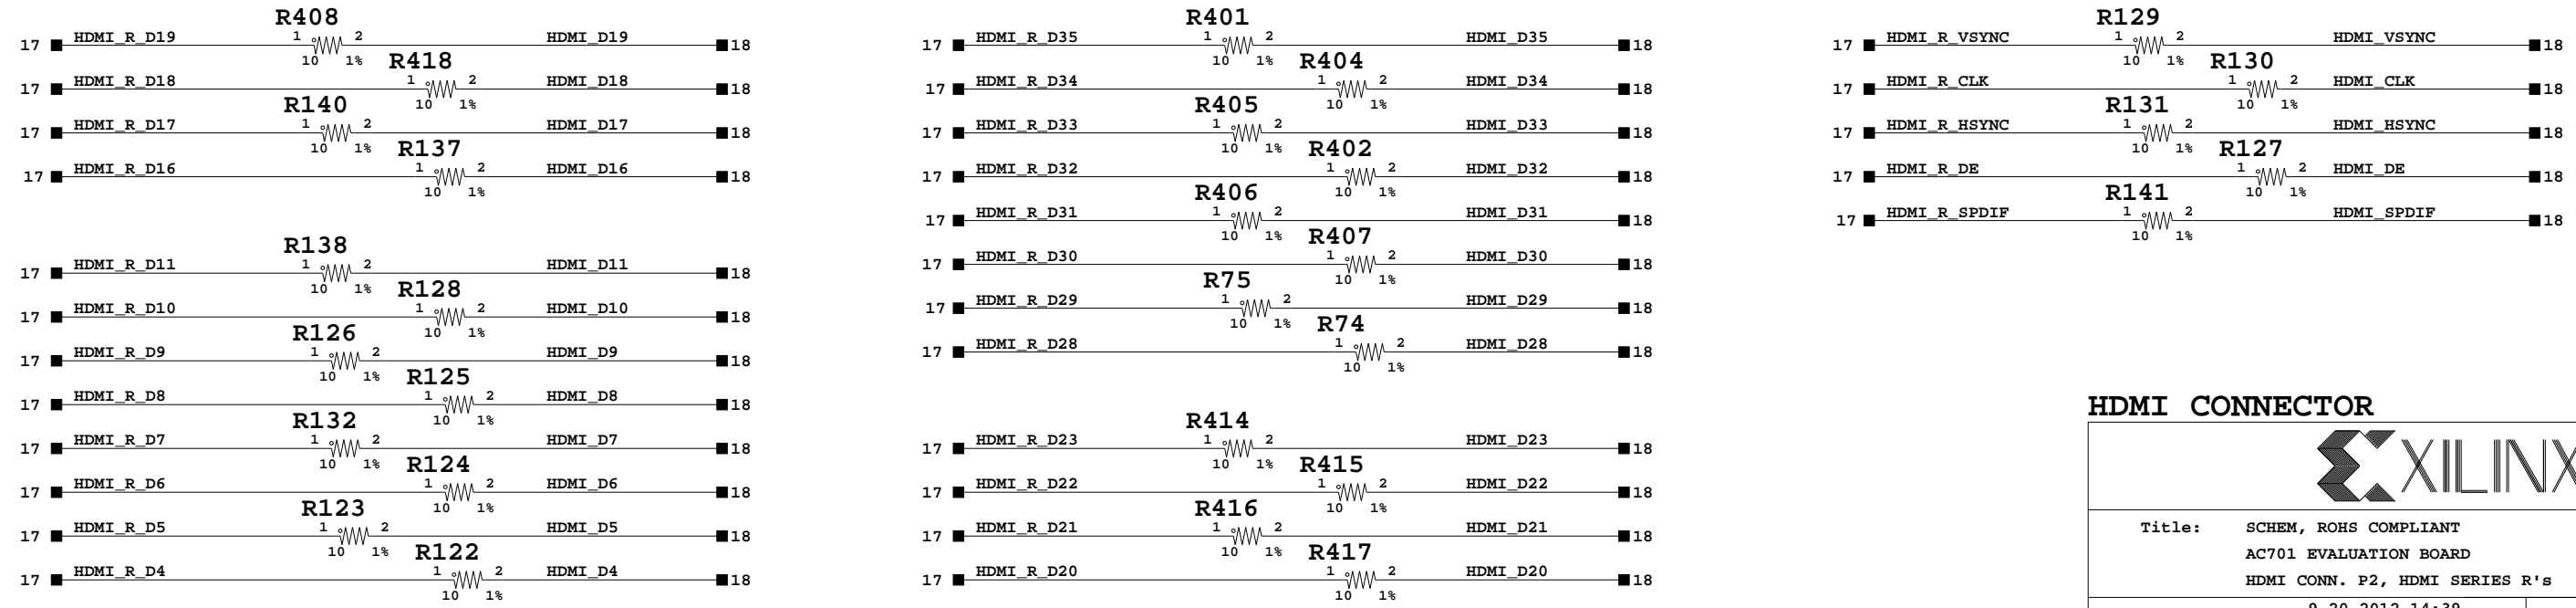 R408
17 HDMI_R_D19 1 2 HDMI_D19 18
10 1%
R418
17 HDMI_R_D18 1 2 HDMI_D18 18
10 1%
R140
17 HDMI_R_D17 1 2 HDMI_D17 18
10 1%
R137
17 HDMI_R_D16 1 2 HDMI_D16 18
10 1%
R138
17 HDMI_R_D11 1 2 HDMI_D11 18
10 1%
R128
17 HDMI_R_D10 1 2 HDMI_D10 18
10 1%
R126
17 HDMI_R_D9 1 2 HDMI_D9 18
10 1%
R125
17 HDMI_R_D8 1 2 HDMI_D8 18
10 1%
R132
17 HDMI_R_D7 1 2 HDMI_D7 18
10 1%
R124
17 HDMI_R_D6 1 2 HDMI_D6 18
10 1%
R123
17 HDMI_R_D5 1 2 HDMI_D5 18
10 1%
R122
17 HDMI_R_D4 1 2 HDMI_D4 18
10 1%
R401
17 HDMI_R_D35 1 2 HDMI_D35 18
10 1%
R404
17 HDMI_R_D34 1 2 HDMI_D34 18
10 1%
R405
17 HDMI_R_D33 1 2 HDMI_D33 18
10 1%
R402
17 HDMI_R_D32 1 2 HDMI_D32 18
10 1%
R406
17 HDMI_R_D31 1 2 HDMI_D31 18
10 1%
R407
17 HDMI_R_D30 1 2 HDMI_D30 18
10 1%
R75
17 HDMI_R_D29 1 2 HDMI_D29 18
10 1%
R74
17 HDMI_R_D28 1 2 HDMI_D28 18
10 1%
R414
17 HDMI_R_D23 1 2 HDMI_D23 18
10 1%
R415
17 HDMI_R_D22 1 2 HDMI_D22 18
10 1%
R416
17 HDMI_R_D21 1 2 HDMI_D21 18
10 1%
R417
17 HDMI_R_D20 1 2 HDMI_D20 18
10 1%
R129
17 HDMI_R_VSYNC 1 2 HDMI_VSYNC 18
10 1%
R130
17 HDMI_R_CLK 1 2 HDMI_CLK 18
10 1%
R131
17 HDMI_R_HSYNC 1 2 HDMI_HSYNC 18
10 1%
R127
17 HDMI_R_DE 1 2 HDMI_DE 18
10 1%
R141
17 HDMI_R_SPDIF 1 2 HDMI_SPDIF 18
10 1%
HDMI CONNECTOR
XILINX
Title: SCHEM, ROHS COMPLIANT
AC701 EVALUATION BOARD
HDMI CONN. P2, HDMI SERIES R's
9-20-2012 14:39